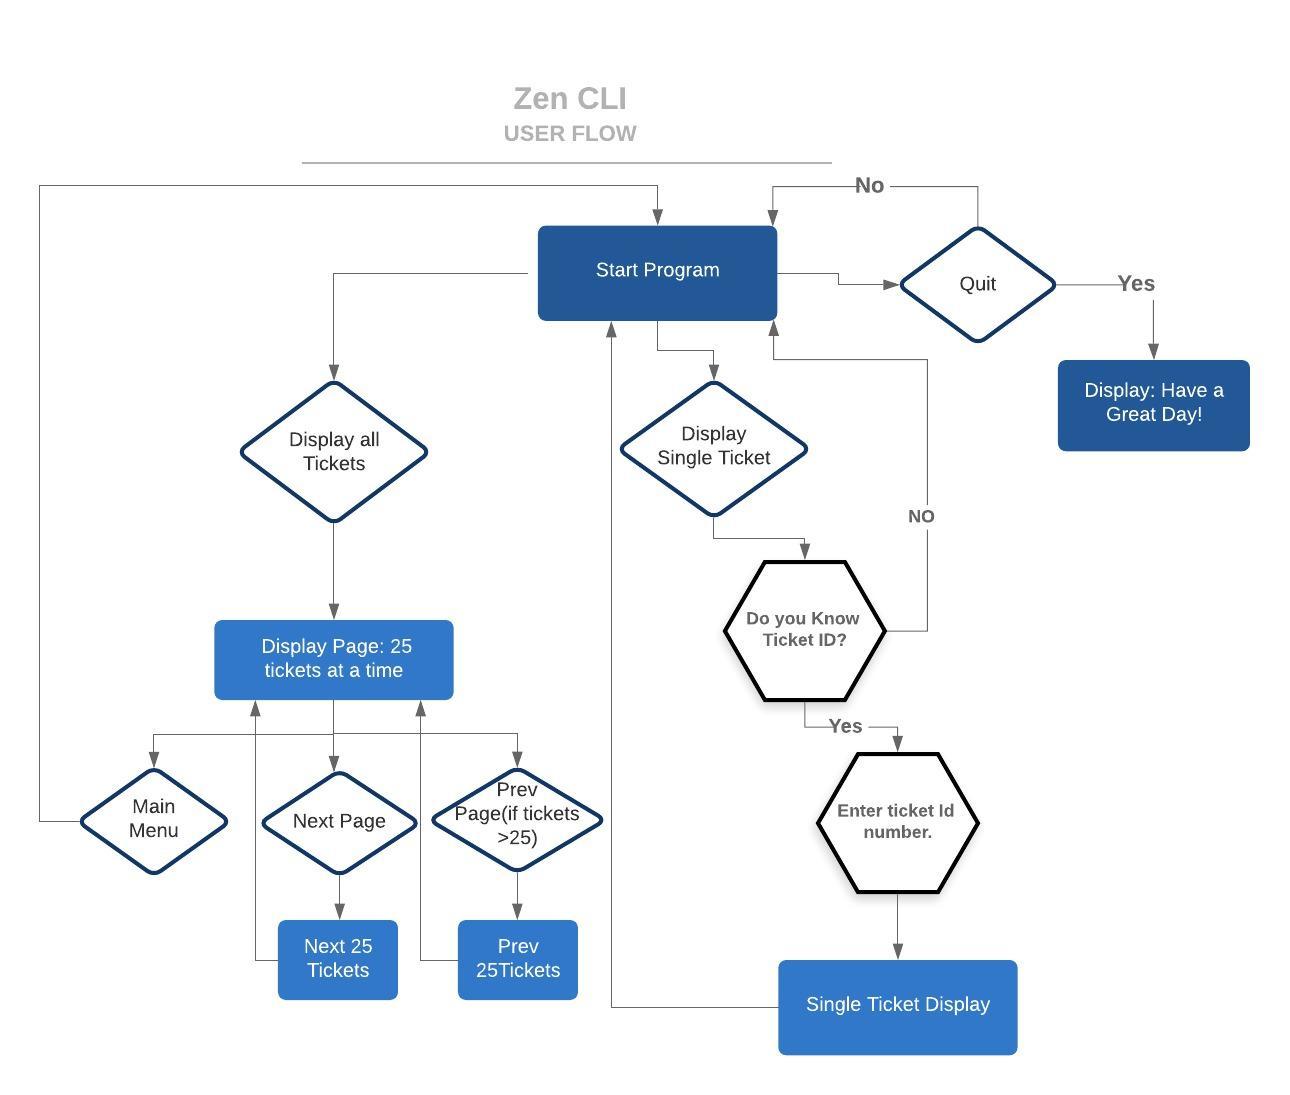 Zen CLI
USER FLOW
No
Start Program
Quit
Yes
Display: Have a
Great Day!
Display all
Tickets
Display
Single Ticket
NO
Do you Know
Ticket ID?
Display Page: 25
tickets at a time
Yes
Main
Menu
Next Page
Prev
Page(if tickets
>25)
Enter ticket Id
number.
Next 25
Tickets
Prev
25Tickets
Single Ticket Display